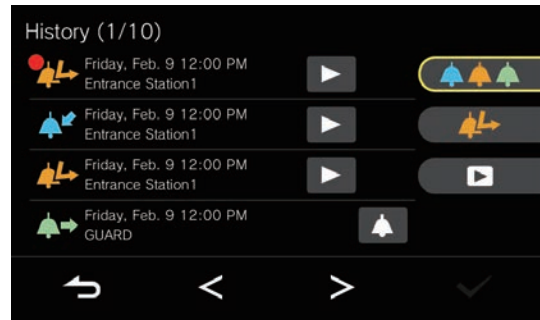 History (1/10)
Friday, Feb. 9 12:00 PM
Entrance Station1
Friday, Feb. 9 12:00 PM
Entrance Station1
Friday, Feb. 9 12:00 PM
Entrance Station1
Friday, Feb. 9 12:00 PM
GUARD